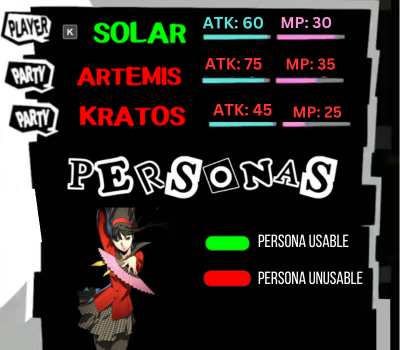 PLAYER K SOLAR ATK: 60 MP: 30
PARTY ARTEMIS ATK: 75 MP: 35
PARTY KRATOS ATK: 45 MP: 25
PERSONAS
PERSONA USABLE
PERSONA UNUSABLE